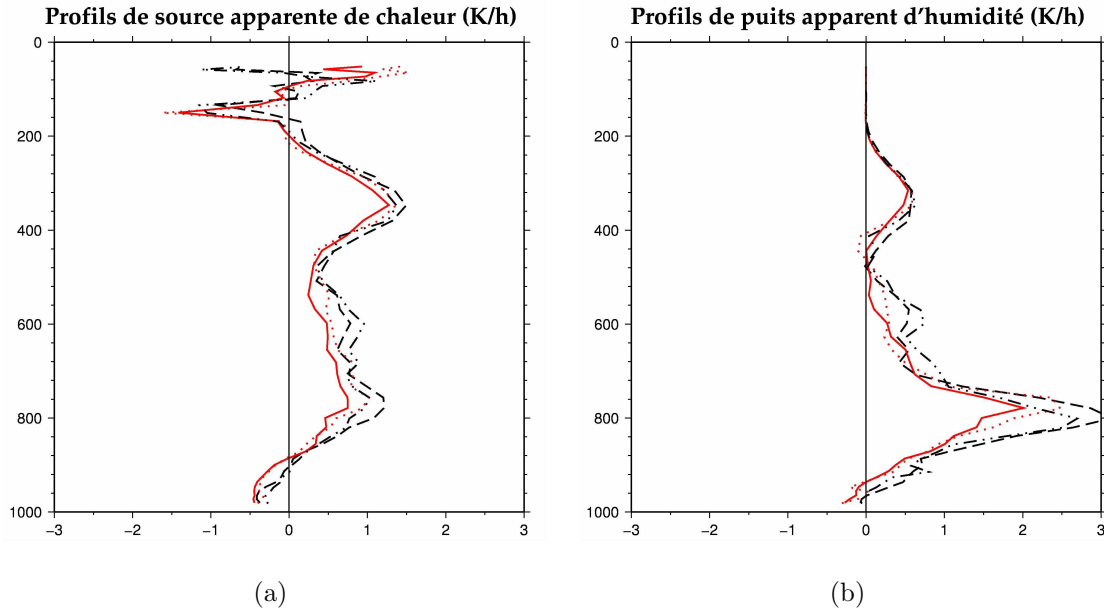 Profils de source apparente de chaleur (K/h)
0
200
400
600
800
1000
−3 −2 −1 0 1 2 3
(a)
Profils de puits apparent d’humidité (K/h)
0
200
400
600
800
1000
−3 −2 −1 0 1 2 3
(b)